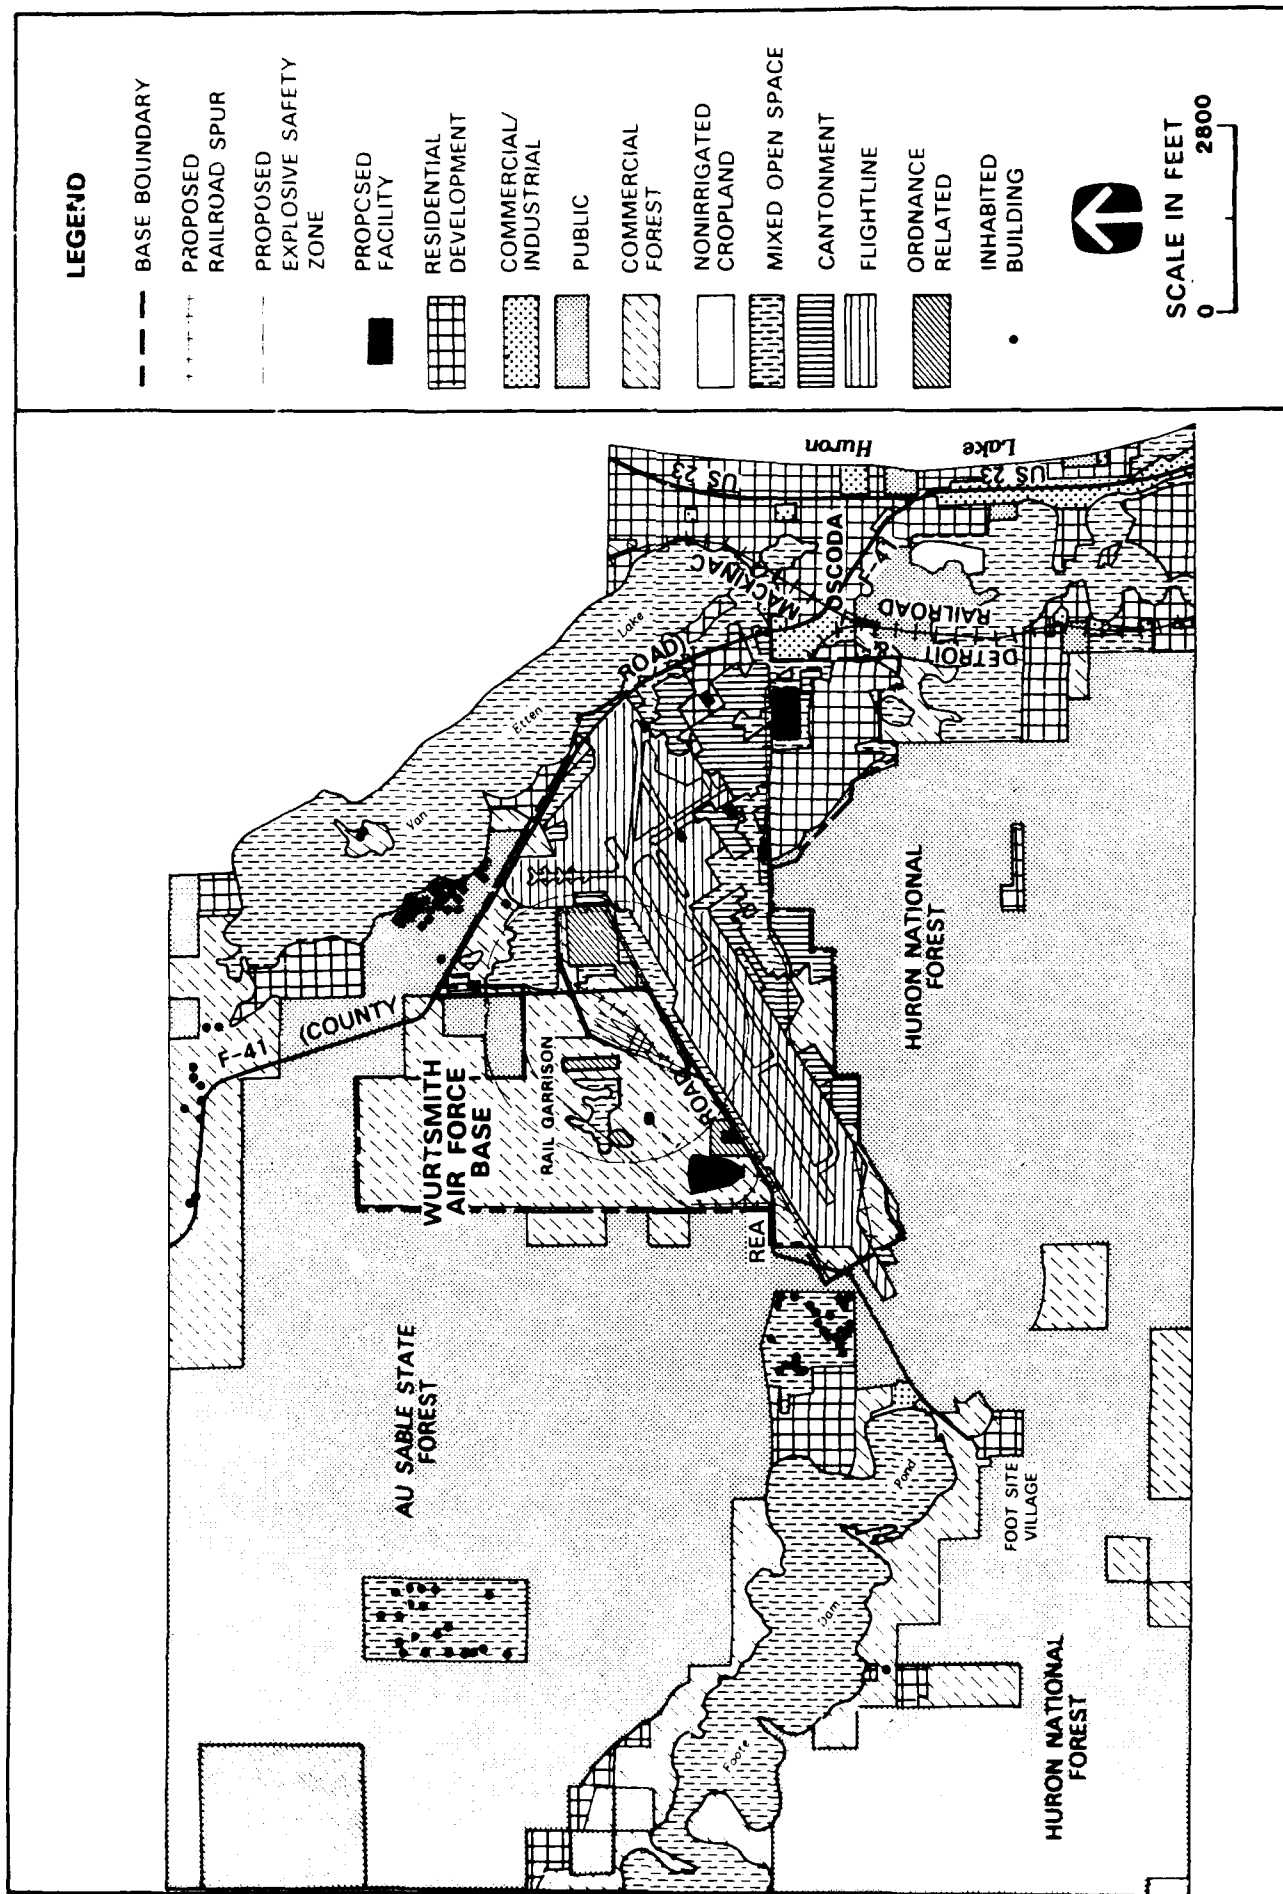 LEGEND
BASE BOUNDARY
PROPOSED
RAILROAD SPUR
PROPOSED
EXPLOSIVE SAFETY
ZONE
PROPCSED
FACILITY
RESIDENTIAL
DEVELOPMENT
COMMERCIAL/
INDUSTRIAL
PUBLIC
COMMERCIAL
FOREST
NONIRRIGATED
CROPLAND
MIXED OPEN SPACE
CANTONMENT
FLIGHTLINE
ORDNANCE
RELATED
INHABITED
BUILDING
SCALE IN FEET
0 2800
F-41 (COUNTY ROAD)
Van Etten Lake
AU SABLE STATE
FOREST
WURTSMITH
AIR FORCE
BASE
RAIL GARRISON
REA ROAD
US 23
US 23
Lake Huron
OSCODA
F-41
DETROIT & MACKINAC
RAILROAD
HURON NATIONAL
FOREST
Foote Dam Pond
FOOT SITE
VILLAGE
HURON NATIONAL
FOREST